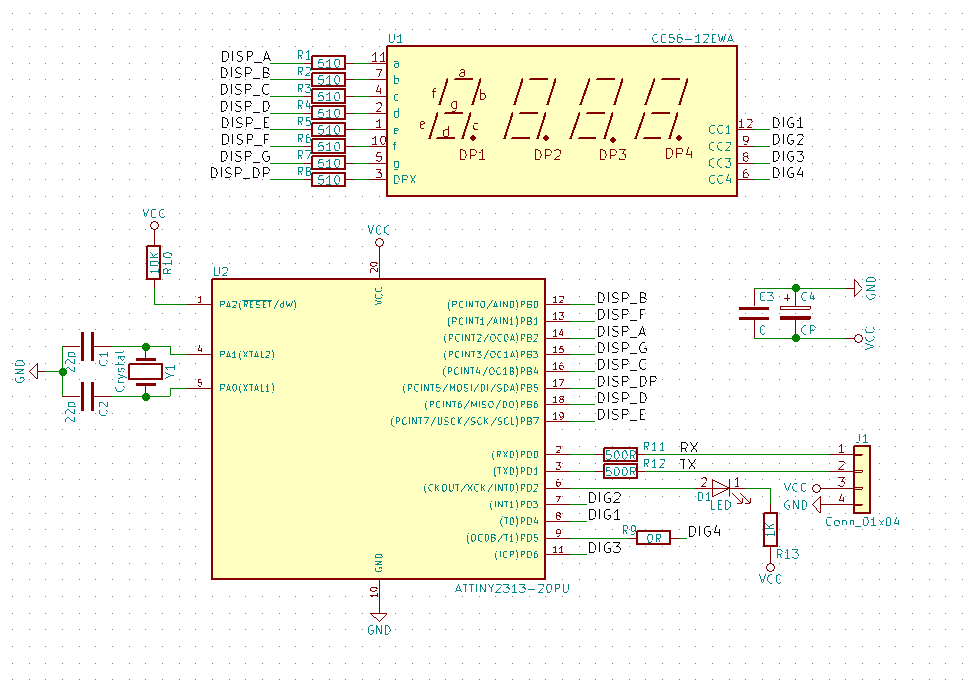 U1 CC56-12EWA
DISP_A R1 510 11 a
DISP_B R2 510 7 b
DISP_C R3 510 4 c
DISP_D R4 510 2 d
DISP_E R5 510 1 e
DISP_F R6 510 10 f
DISP_G R7 510 5 g
DISP_DP R8 510 3 DPX
a
f b
g
e d c
DP1 DP2 DP3 DP4
CC1 12 DIG1
CC2 9 DIG2
CC3 8 DIG3
CC4 6 DIG4
VCC
10K R10
VCC
20
U2
VCC
1 PA2(RESET/dW)
4 PA1(XTAL2)
5 PA0(XTAL1)
GND
22p C1
22p C2
Crystal Y1
(PCINT0/AIN0)PB0 12 DISP_B
(PCINT1/AIN1)PB1 13 DISP_F
(PCINT2/OC0A)PB2 14 DISP_A
(PCINT3/OC1A)PB3 15 DISP_G
(PCINT4/OC1B)PB4 16 DISP_C
(PCINT5/MOSI/DI/SDA)PB5 17 DISP_DP
(PCINT6/MISO/DO)PB6 18 DISP_D
(PCINT7/USCK/SCK/SCL)PB7 19 DISP_E
(RXD)PD0 2 500R R11 RX
(TXD)PD1 3 500R R12 TX
(CKOUT/XCK/INT0)PD2 6
(INT1)PD3 7 DIG2
(T0)PD4 8 DIG1
(OC0B/T1)PD5 9 R9 0R DIG4
(ICP)PD6 11 DIG3
GND
10
GND
ATTINY2313-20PU
C3 + C4 GND
C CP
VCC
2 1
D1 LED
1K
R13
VCC
J1
1
2
VCC 3
GND 4
Conn_01x04